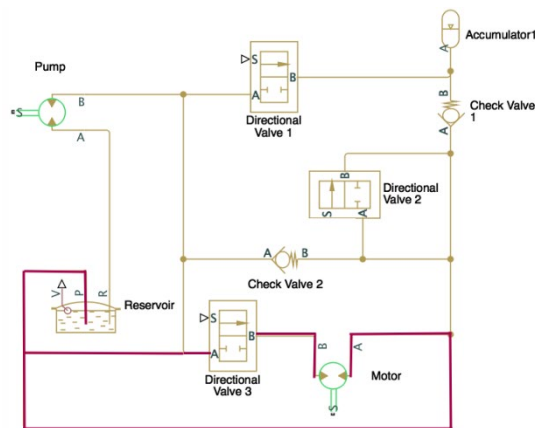 Accumulator1
A
Pump
S
B
A
S
B
A
Directional
Valve 1
B
Check Valve
1
A
B
Directional
Valve 2
S
A
A
B
Check Valve 2
V
P
R
Reservoir
S
B
A
Directional
Valve 3
B
A
Motor
S